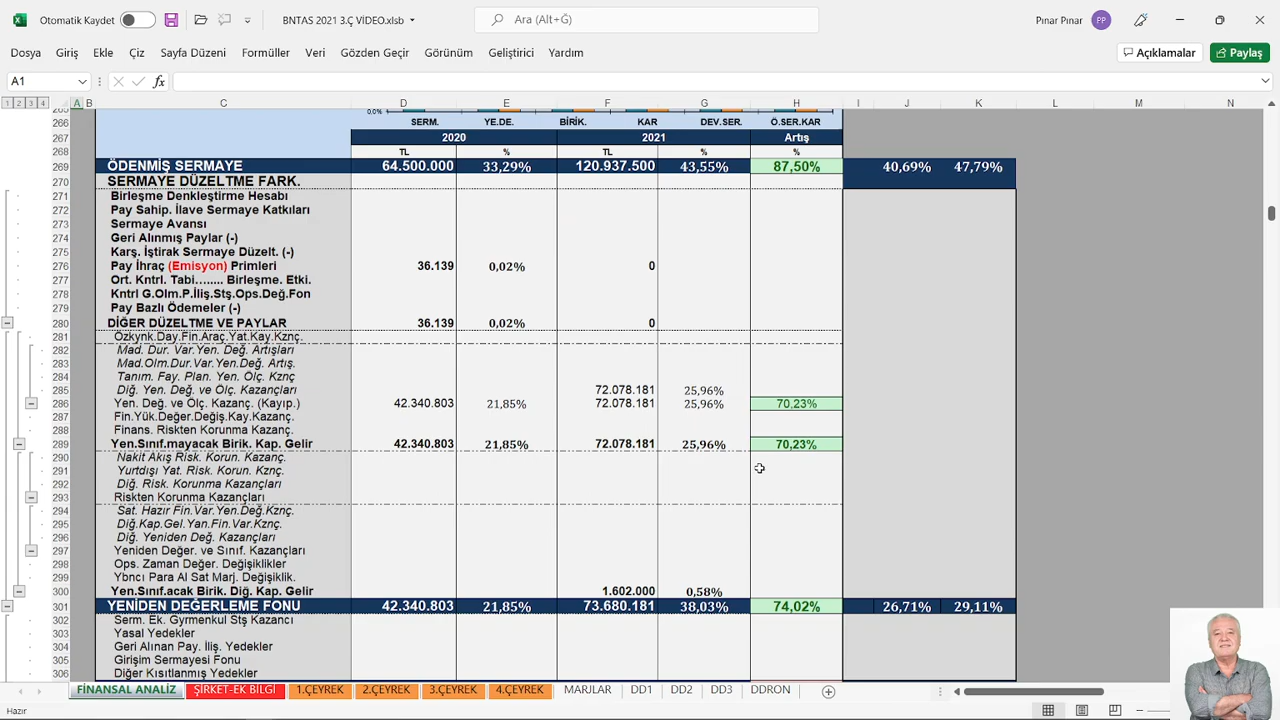 Otomatik Kaydet BNTAS 2021 3.Ç VİDEO.xlsb Ara (Alt+Ğ) Pınar Pınar PP
Dosya Giriş Ekle Çiz Sayfa Düzeni Formüller Veri Gözden Geçir Görünüm Geliştirici Yardım Açıklamalar Paylaş
A1 fx
1 2 3 4 A B C D E F G H I J K L M N
0.0%
266 SERM. YE.DE. BİRİK. KAR DEV.SER. Ö.SER.KAR
267 2020 2021 Artış
268 TL % TL % %
269 ÖDENMİŞ SERMAYE 64.500.000 33,29% 120.937.500 43,55% 87,50% 40,69% 47,79%
270 SERMAYE DÜZELTME FARK.
271 Birleşme Denkleştirme Hesabı
272 Pay Sahip. İlave Sermaye Katkıları
273 Sermaye Avansı
274 Geri Alınmış Paylar (-)
275 Karş. İştirak Sermaye Düzelt. (-)
276 Pay İhraç (Emisyon) Primleri 36.139 0,02% 0
277 Ort. Kntrl. Tabi........ Birleşme. Etki.
278 Kntrl G.Olm.P.İliş.Stş.Ops.Değ.Fon
279 Pay Bazlı Ödemeler (-)
280 DİĞER DÜZELTME VE PAYLAR 36.139 0,02% 0
281 Özkynk.Day.Fin.Araç.Yat.Kay.Kznç.
282 Mad. Dur. Var.Yen. Değ. Artışları
283 Mad.Olm.Dur.Var.Yen.Değ. Artış.
284 Tanım. Fay. Plan. Yen. Ölç. Kznç
285 Diğ. Yen. Değ. ve Ölç. Kazançları 72.078.181 25,96%
286 Yen. Değ. ve Ölç. Kazanç. (Kayıp.) 42.340.803 21,85% 72.078.181 25,96% 70,23%
287 Fin.Yük.Değer.Değiş.Kay.Kazanç.
288 Finans. Riskten Korunma Kazanç.
289 Yen.Sınıf.mayacak Birik. Kap. Gelir 42.340.803 21,85% 72.078.181 25,96% 70,23%
290 Nakit Akış Risk. Korun. Kazanç.
291 Yurtdışı Yat. Risk. Korun. Kznç.
292 Diğ. Risk. Korunma Kazançları
293 Riskten Korunma Kazançları
294 Sat. Hazır Fin.Var.Yen.Değ.Kznç.
295 Diğ.Kap.Gel.Yan.Fin.Var.Kznç.
296 Diğ. Yeniden Değ. Kazançları
297 Yeniden Değer. ve Sınıf. Kazançları
298 Ops. Zaman Değer. Değişiklikler
299 Ybncı Para Al Sat Marj. Değişiklik.
300 Yen.Sınıf.acak Birik. Diğ. Kap. Gelir 1.602.000 0,58%
301 YENİDEN DEĞERLEME FONU 42.340.803 21,85% 73.680.181 38,03% 74,02% 26,71% 29,11%
302 Serm. Ek. Gyrmenkul Stş Kazancı
303 Yasal Yedekler
304 Geri Alınan Pay. İliş. Yedekler
305 Girişim Sermayesi Fonu
306 Diğer Kısıtlanmış Yedekler
FİNANSAL ANALİZ ŞİRKET-EK BİLGİ 1.ÇEYREK 2.ÇEYREK 3.ÇEYREK 4.ÇEYREK MARJLAR DD1 DD2 DD3 DDRON
Hazır